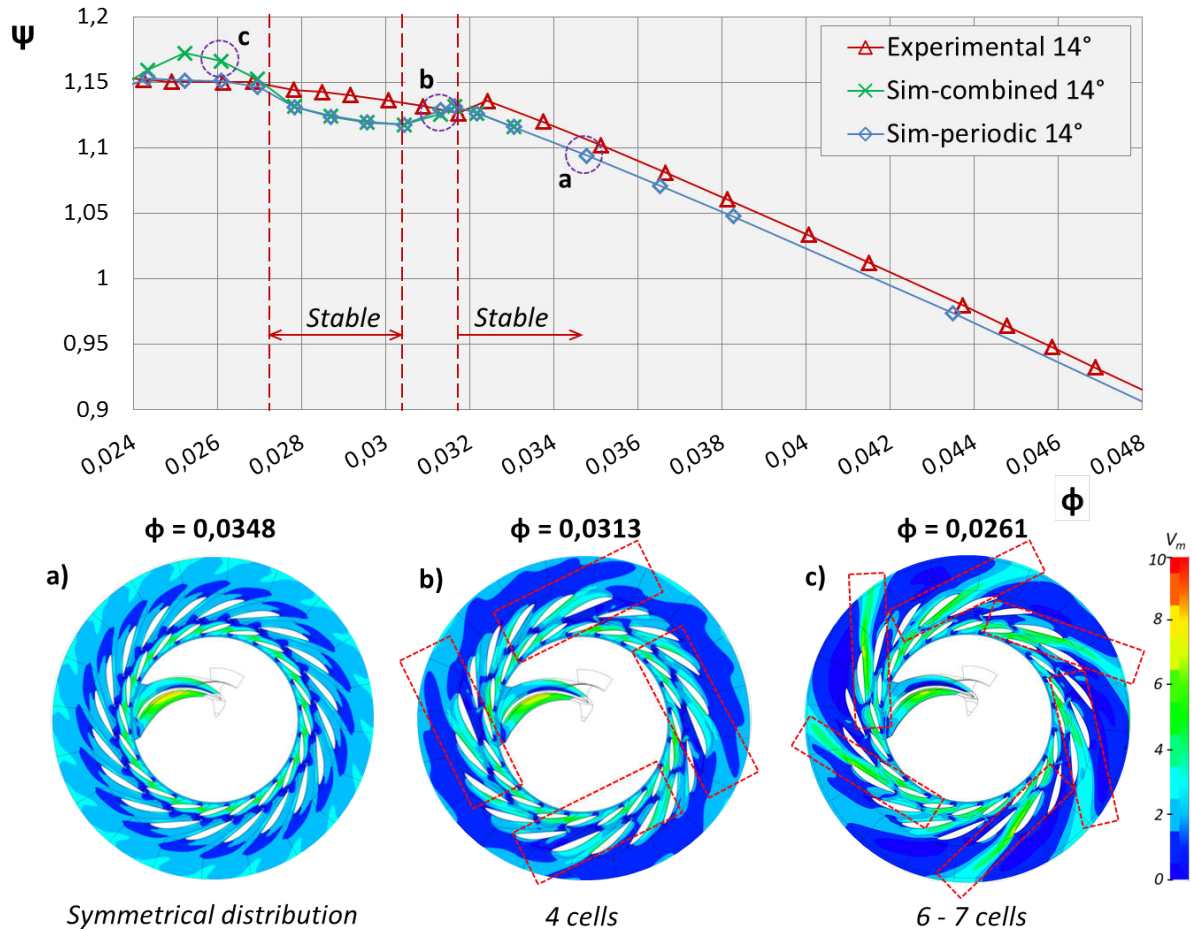 Ψ
1,2
1,15
1,1
1,05
1
0,95
0,9
c
b
a
Experimental 14°
Sim-combined 14°
Sim-periodic 14°
Stable
Stable
0,024
0,026
0,028
0,03
0,032
0,034
0,036
0,038
0,04
0,042
0,044
0,046
0,048
ϕ
ϕ = 0,0348
ϕ = 0,0313
ϕ = 0,0261
a)
b)
c)
Vm
10
8
6
4
2
0
Symmetrical distribution
4 cells
6 - 7 cells